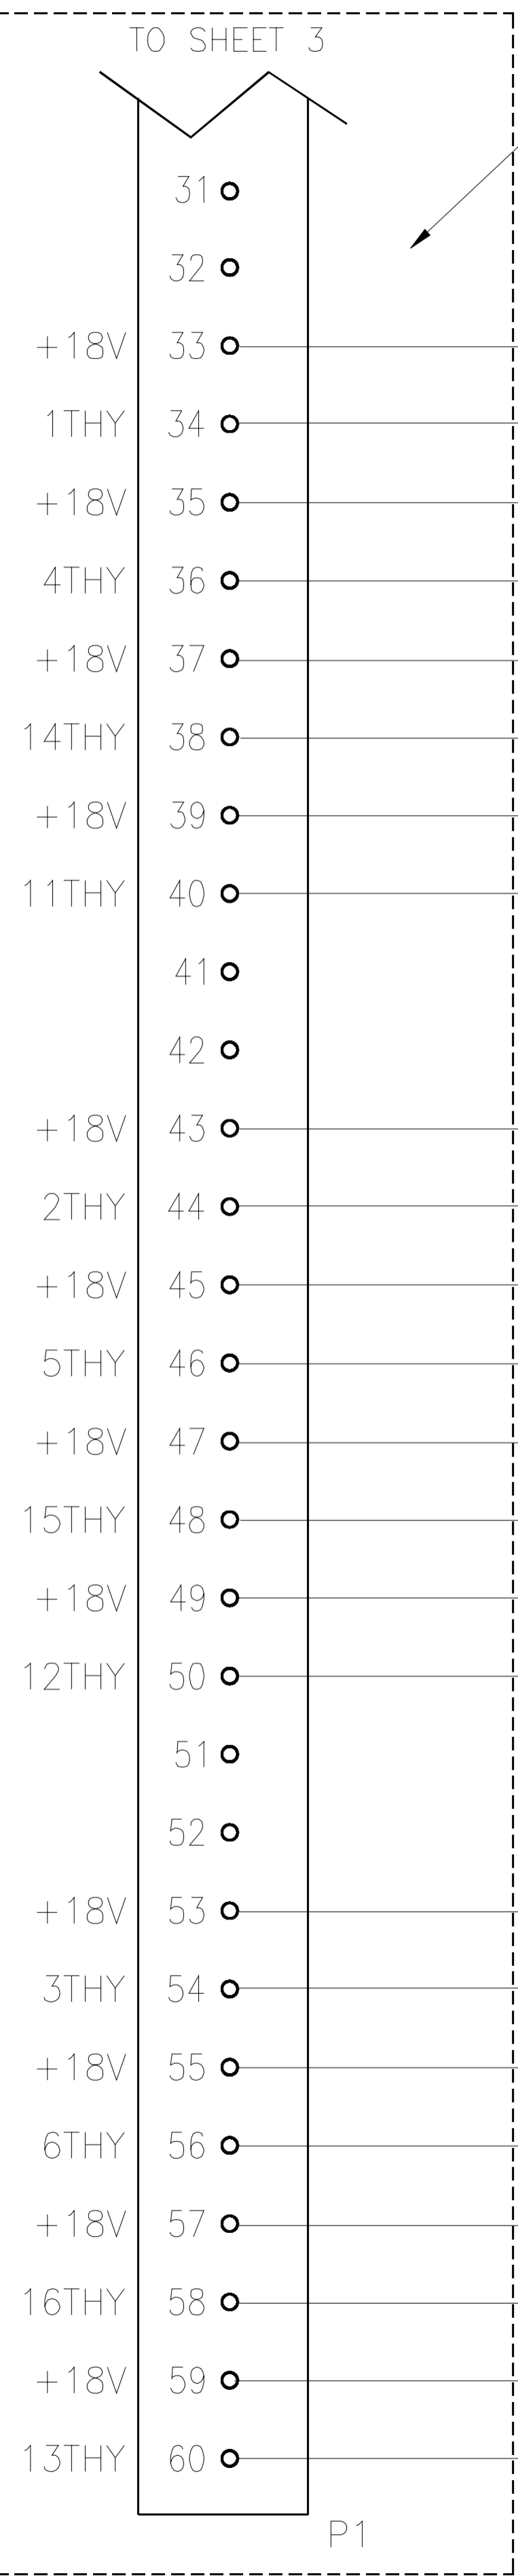 TO SHEET 3
31
32
+18V 33
1THY 34
+18V 35
4THY 36
+18V 37
14THY 38
+18V 39
11THY 40
41
42
+18V 43
2THY 44
+18V 45
5THY 46
+18V 47
15THY 48
+18V 49
12THY 50
51
52
+18V 53
3THY 54
+18V 55
6THY 56
+18V 57
16THY 58
+18V 59
13THY 60
P1